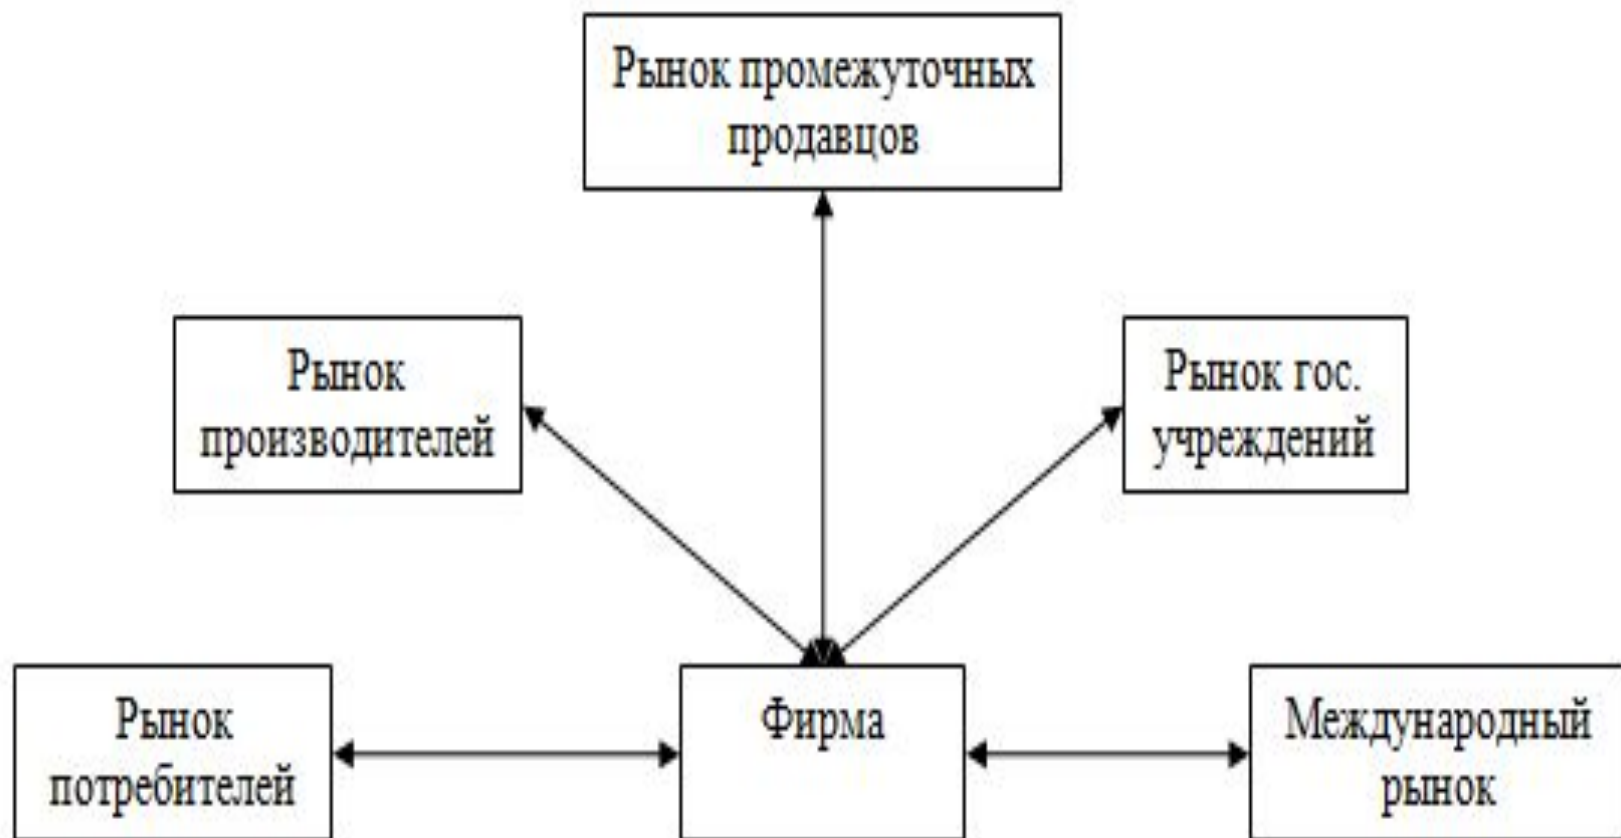 Рынок промежуточных
продавцов
Рынок
производителей
Рынок гос.
учреждений
Рынок
потребителей
Фирма
Международный
рынок